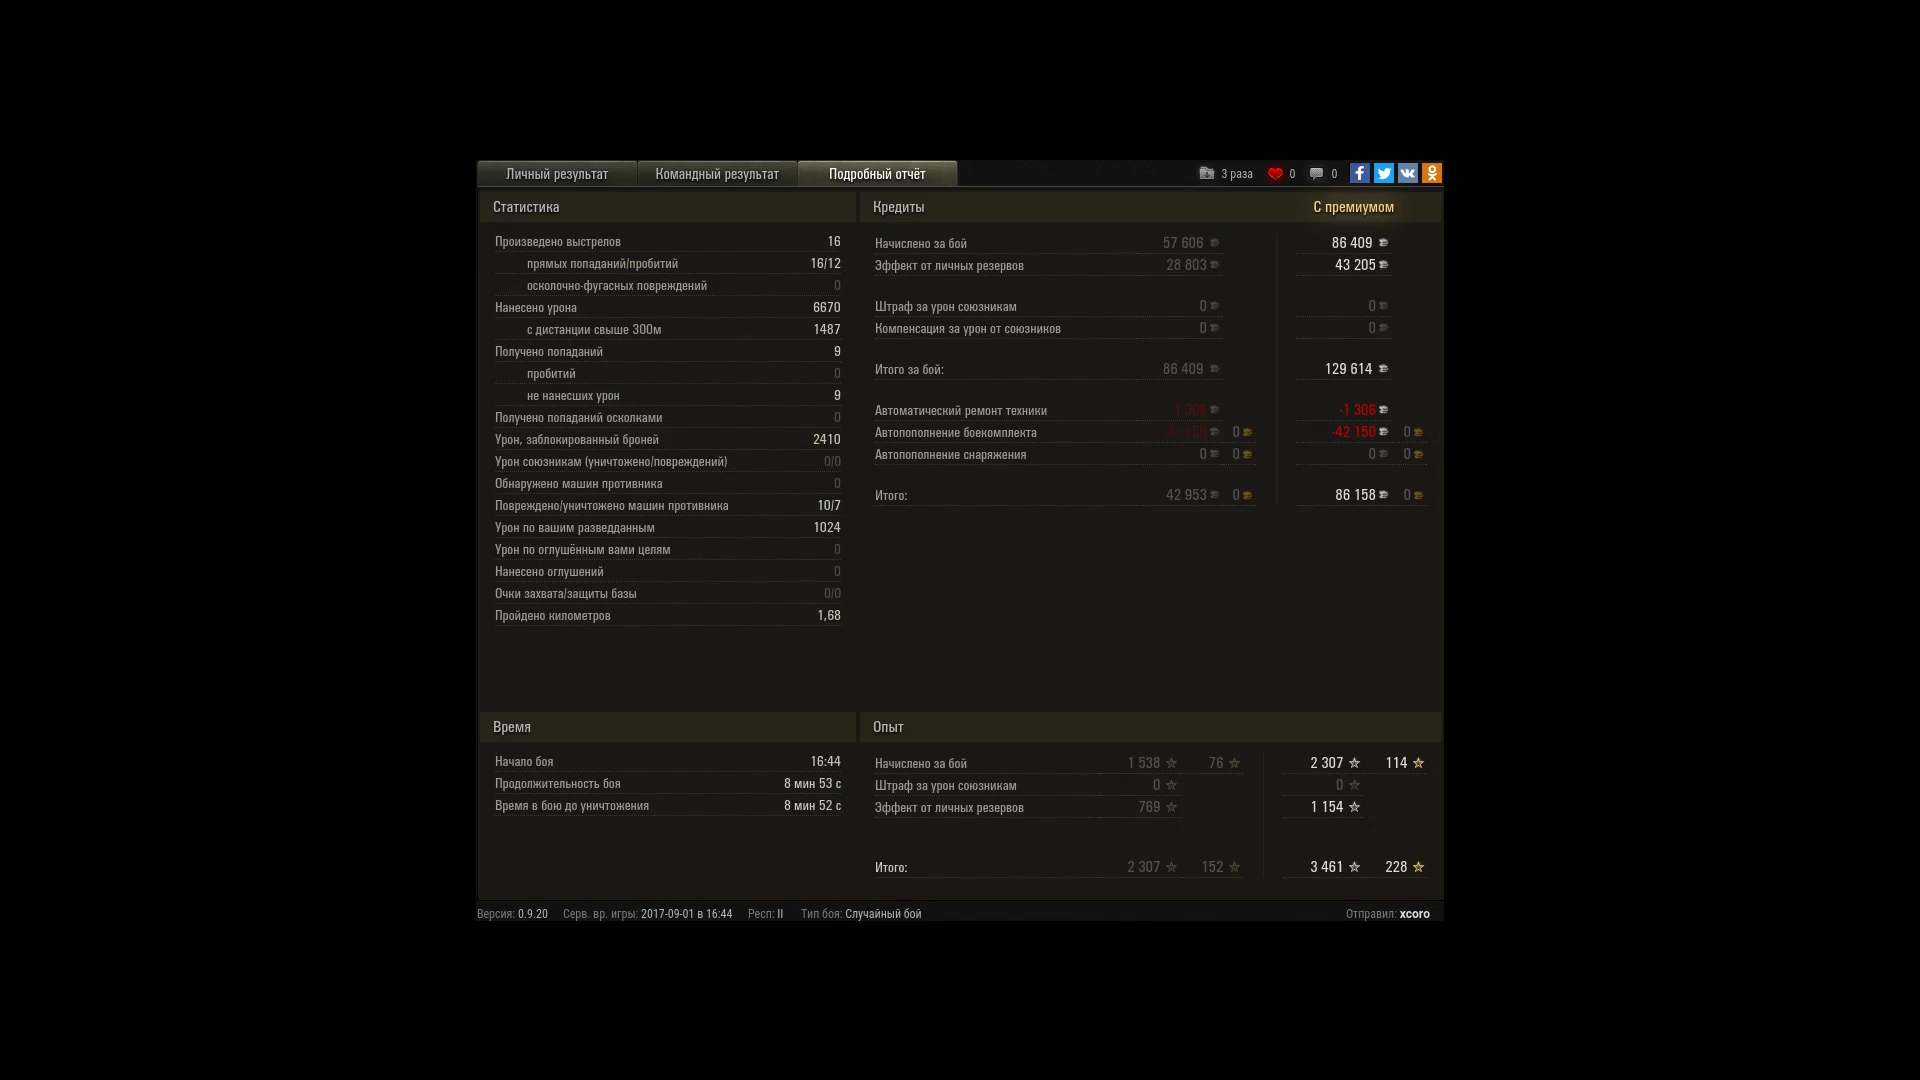 Личный результат Командный результат Подробный отчёт 3 раза 0 0
Статистика
Произведено выстрелов 16
прямых попаданий/пробитий 16/12
осколочно-фугасных повреждений 0
Нанесено урона 6670
с дистанции свыше 300м 1487
Получено попаданий 9
пробитий 0
не нанесших урон 9
Получено попаданий осколками 0
Урон, заблокированный броней 2410
Урон союзникам (уничтожено/повреждений) 0/0
Обнаружено машин противника 0
Повреждено/уничтожено машин противника 10/7
Урон по вашим разведданным 1024
Урон по оглушённым вами целям 0
Нанесено оглушений 0
Очки захвата/защиты базы 0/0
Пройдено километров 1,68
Кредиты С премиумом
Начислено за бой 57 606 86 409
Эффект от личных резервов 28 803 43 205
Штраф за урон союзникам 0 0
Компенсация за урон от союзников 0 0
Итого за бой: 86 409 129 614
Автоматический ремонт техники -1 306 -1 306
Автопополнение боекомплекта -42 150 0 -42 150 0
Автопополнение снаряжения 0 0 0 0
Итого: 42 953 0 86 158 0
Время
Начало боя 16:44
Продолжительность боя 8 мин 53 с
Время в бою до уничтожения 8 мин 52 с
Опыт
Начислено за бой 1 538 76 2 307 114
Штраф за урон союзникам 0 0
Эффект от личных резервов 769 1 154
Итого: 2 307 152 3 461 228
Версия: 0.9.20 Серв. вр. игры: 2017-09-01 в 16:44 Респ: II Тип боя: Случайный бой Отправил: xcoro